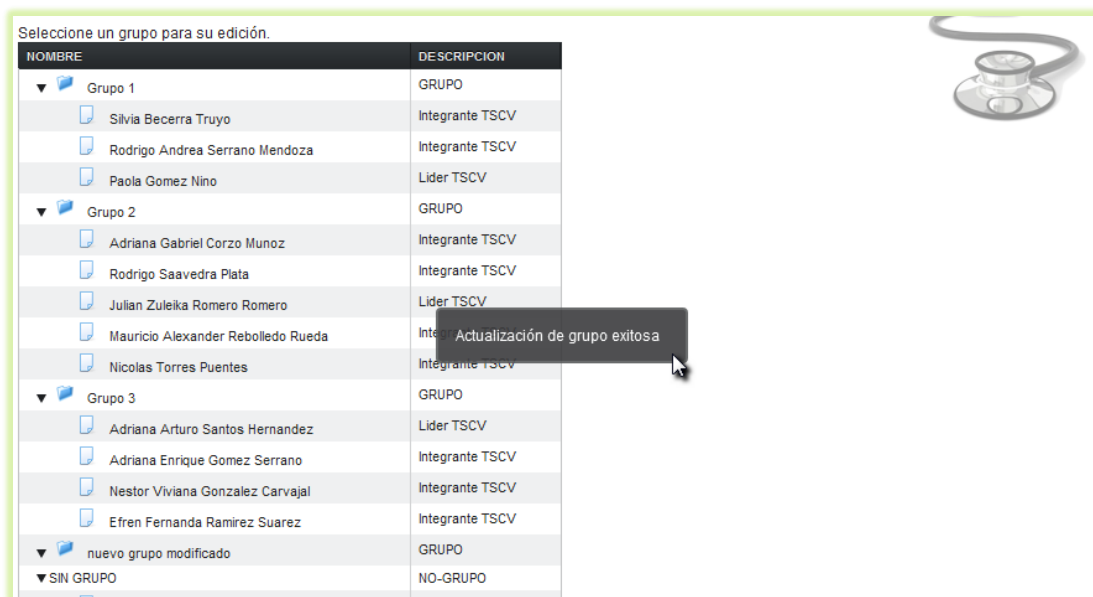 Seleccione un grupo para su edición.
NOMBRE DESCRIPCION
Grupo 1 GRUPO
Silvia Becerra Truyo Integrante TSCV
Rodrigo Andrea Serrano Mendoza Integrante TSCV
Paola Gomez Nino Lider TSCV
Grupo 2 GRUPO
Adriana Gabriel Corzo Munoz Integrante TSCV
Rodrigo Saavedra Plata Integrante TSCV
Julian Zuleika Romero Romero Lider TSCV
Mauricio Alexander Rebolledo Rueda
Actualización de grupo exitosa
Nicolas Torres Puentes Integrante TSCV
Grupo 3 GRUPO
Adriana Arturo Santos Hernandez Lider TSCV
Adriana Enrique Gomez Serrano Integrante TSCV
Nestor Viviana Gonzalez Carvajal Integrante TSCV
Efren Fernanda Ramirez Suarez Integrante TSCV
nuevo grupo modificado GRUPO
SIN GRUPO NO-GRUPO